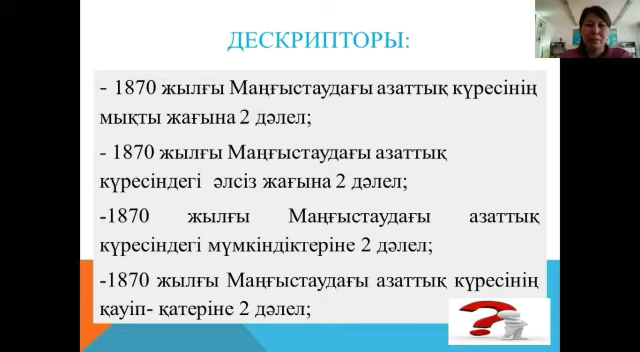 ДЕСКРИПТОРЫ:
- 1870 жылғы Маңғыстаудағы азаттық күресінің
мықты жағына 2 дәлел;
- 1870 жылғы Маңғыстаудағы азаттық
күресіндегі әлсіз жағына 2 дәлел;
-1870 жылғы Маңғыстаудағы азаттық
күресіндегі мүмкіндіктеріне 2 дәлел;
-1870 жылғы Маңғыстаудағы азаттық күресінің
қауіп- қатеріне 2 дәлел;